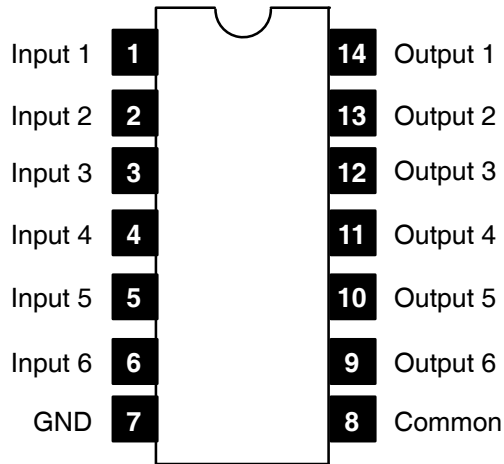 Input 1 1 14 Output 1
Input 2 2 13 Output 2
Input 3 3 12 Output 3
Input 4 4 11 Output 4
Input 5 5 10 Output 5
Input 6 6 9 Output 6
GND 7 8 Common